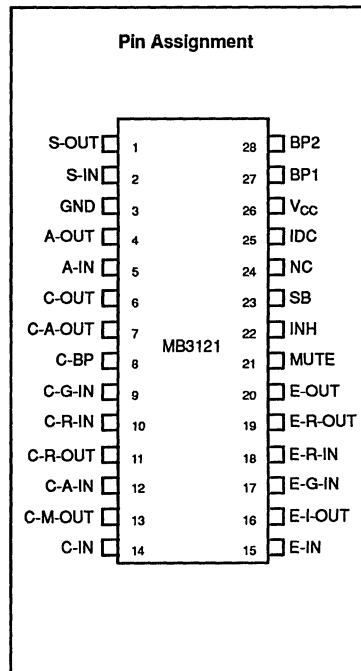 Pin Assignment
S-OUT 1 28 BP2
S-IN 2 27 BP1
GND 3 26 VCC
A-OUT 4 25 IDC
A-IN 5 24 NC
C-OUT 6 23 SB
C-A-OUT 7 22 INH
MB3121
C-BP 8 21 MUTE
C-G-IN 9 20 E-OUT
C-R-IN 10 19 E-R-OUT
C-R-OUT 11 18 E-R-IN
C-A-IN 12 17 E-G-IN
C-M-OUT 13 16 E-I-OUT
C-IN 14 15 E-IN